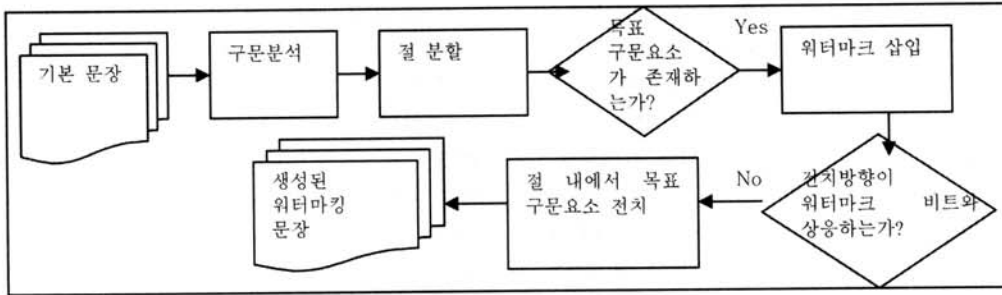 기본 문장
구문분석
절 분할
목표
구문요소
가 존재하
는가?
Yes
워터마크 삽입
전치방향이
워터마크 비트와
상응하는가?
No
절 내에서 목표
구문요소 전치
생성된
워터마킹
문장